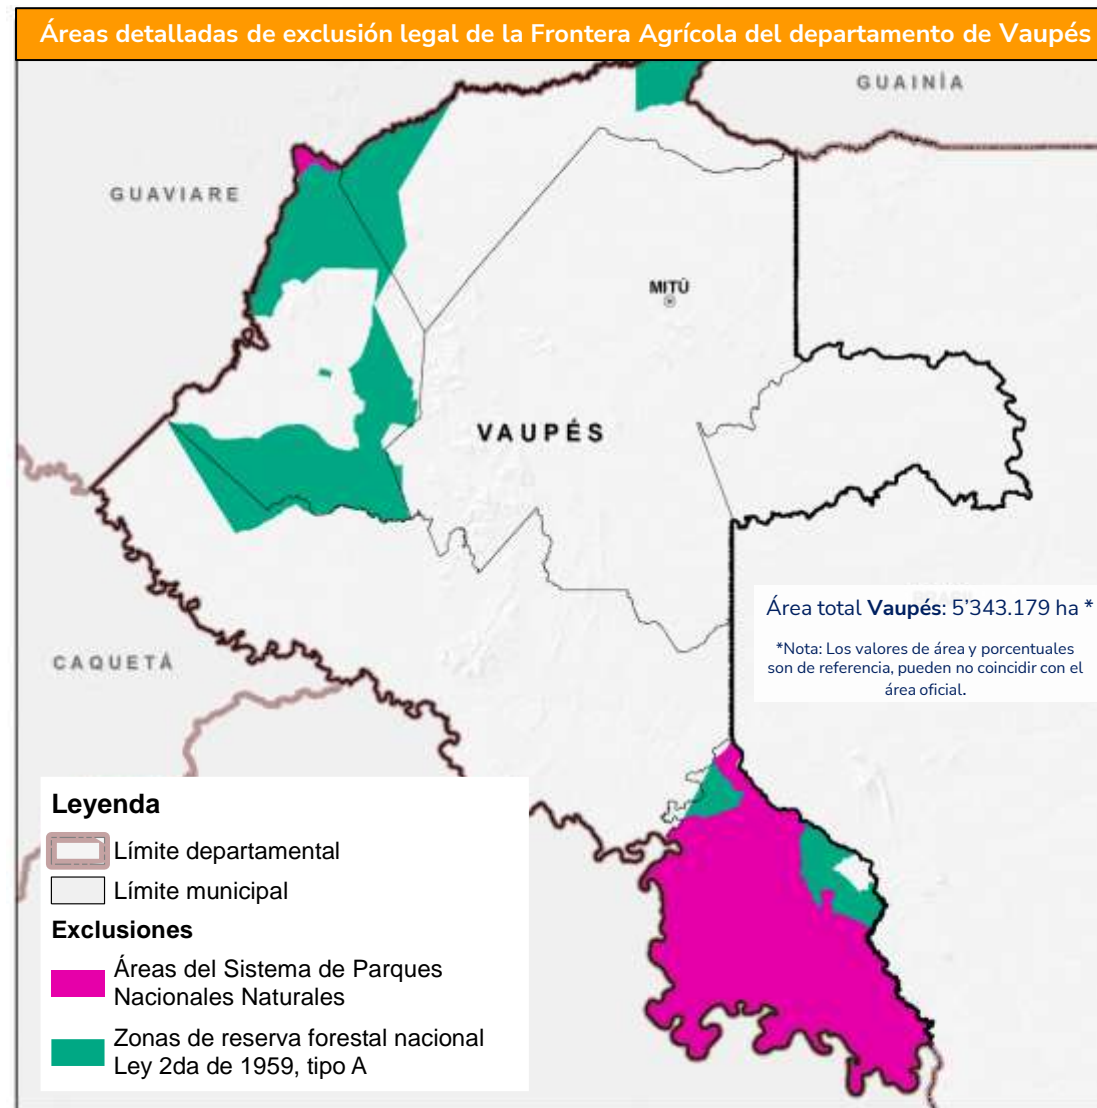 Áreas detalladas de exclusión legal de la Frontera Agrícola del departamento de Vaupés
GUAINÍA
GUAVIARE
MITÚ
VAUPÉS
Área total Vaupés: 5'343.179 ha *
*Nota: Los valores de área y porcentuales
son de referencia, pueden no coincidir con el
área oficial.
CAQUETÁ
Leyenda
Límite departamental
Límite municipal
Exclusiones
Áreas del Sistema de Parques
Nacionales Naturales
Zonas de reserva forestal nacional
Ley 2da de 1959, tipo A